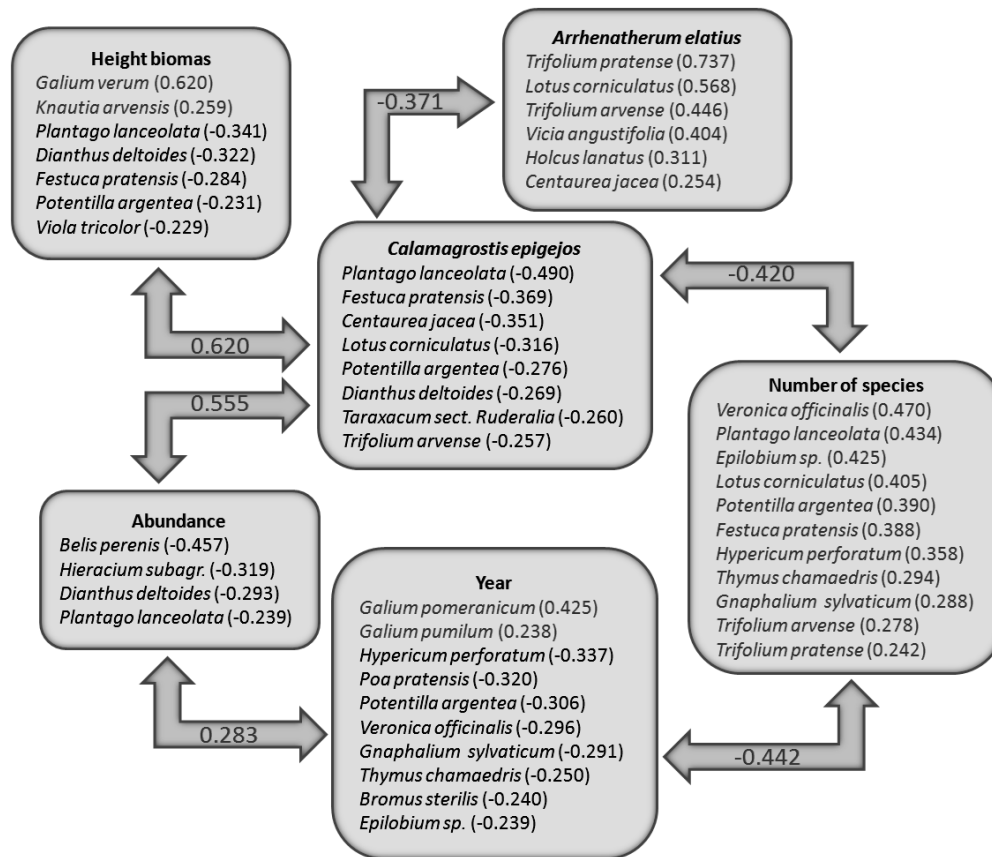 Height biomas
Galium verum (0.620)
Knautia arvensis (0.259)
Plantago lanceolata (-0.341)
Dianthus deltoides (-0.322)
Festuca pratensis (-0.284)
Potentilla argentea (-0.231)
Viola tricolor (-0.229)
-0.371
Arrhenatherum elatius
Trifolium pratense (0.737)
Lotus corniculatus (0.568)
Trifolium arvense (0.446)
Vicia angustifolia (0.404)
Holcus lanatus (0.311)
Centaurea jacea (0.254)
0.620
0.555
Calamagrostis epigejos
Plantago lanceolata (-0.490)
Festuca pratensis (-0.369)
Centaurea jacea (-0.351)
Lotus corniculatus (-0.316)
Potentilla argentea (-0.276)
Dianthus deltoides (-0.269)
Taraxacum sect. Ruderalia (-0.260)
Trifolium arvense (-0.257)
-0.420
Number of species
Veronica officinalis (0.470)
Plantago lanceolata (0.434)
Epilobium sp. (0.425)
Lotus corniculatus (0.405)
Potentilla argentea (0.390)
Festuca pratensis (0.388)
Hypericum perforatum (0.358)
Thymus chamaedris (0.294)
Gnaphalium sylvaticum (0.288)
Trifolium arvense (0.278)
Trifolium pratense (0.242)
Abundance
Belis perenis (-0.457)
Hieracium subagr. (-0.319)
Dianthus deltoides (-0.293)
Plantago lanceolata (-0.239)
0.283
Year
Galium pomeranicum (0.425)
Galium pumilum (0.238)
Hypericum perforatum (-0.337)
Poa pratensis (-0.320)
Potentilla argentea (-0.306)
Veronica officinalis (-0.296)
Gnaphalium sylvaticum (-0.291)
Thymus chamaedris (-0.250)
Bromus sterilis (-0.240)
Epilobium sp. (-0.239)
-0.442